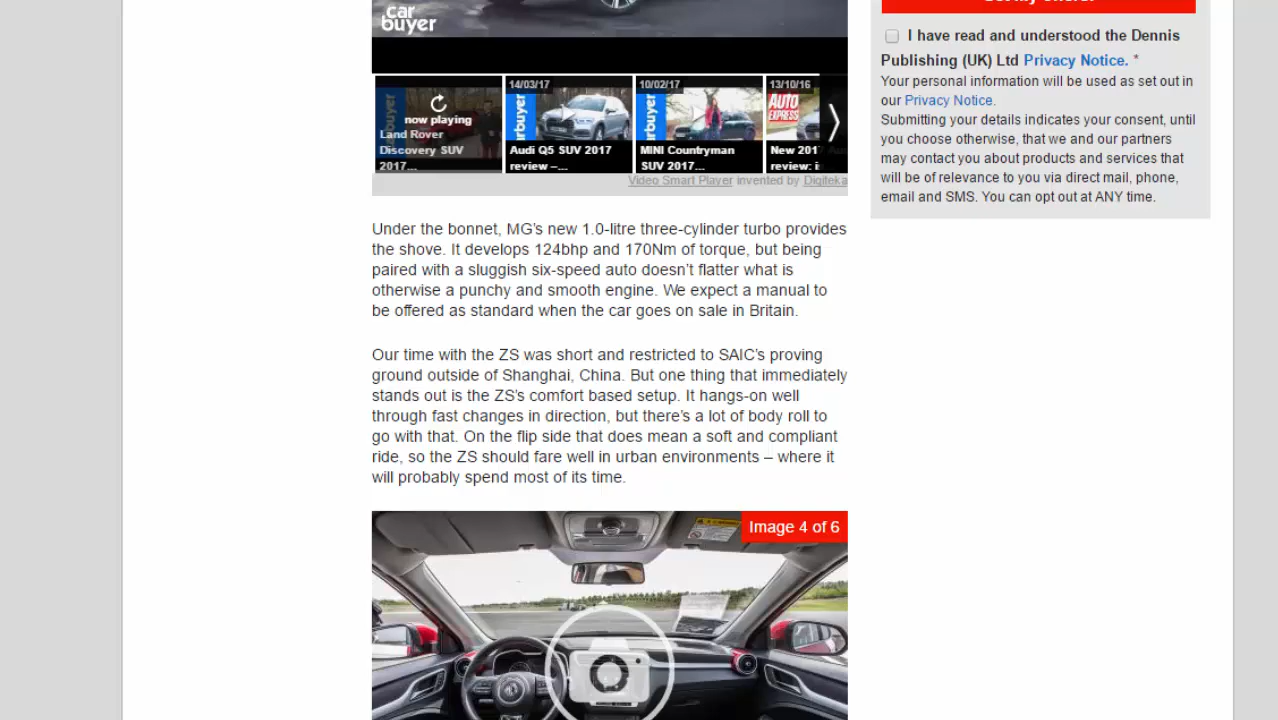 car
buyer
I have read and understood the Dennis
Publishing (UK) Ltd Privacy Notice. *
Your personal information will be used as set out in
our Privacy Notice.
Submitting your details indicates your consent, until
you choose otherwise, that we and our partners
may contact you about products and services that
will be of relevance to you via direct mail, phone,
email and SMS. You can opt out at ANY time.
now playing
Land Rover
Discovery SUV
2017...
14/03/17
Audi Q5 SUV 2017
review –...
10/02/17
MINI Countryman
SUV 2017...
13/10/16
AUTO
New 201
review: i
Video Smart Player invented by Digiteka
Under the bonnet, MG's new 1.0-litre three-cylinder turbo provides
the shove. It develops 124bhp and 170Nm of torque, but being
paired with a sluggish six-speed auto doesn't flatter what is
otherwise a punchy and smooth engine. We expect a manual to
be offered as standard when the car goes on sale in Britain.
Our time with the ZS was short and restricted to SAIC's proving
ground outside of Shanghai, China. But one thing that immediately
stands out is the ZS's comfort based setup. It hangs-on well
through fast changes in direction, but there's a lot of body roll to
go with that. On the flip side that does mean a soft and compliant
ride, so the ZS should fare well in urban environments – where it
will probably spend most of its time.
Image 4 of 6